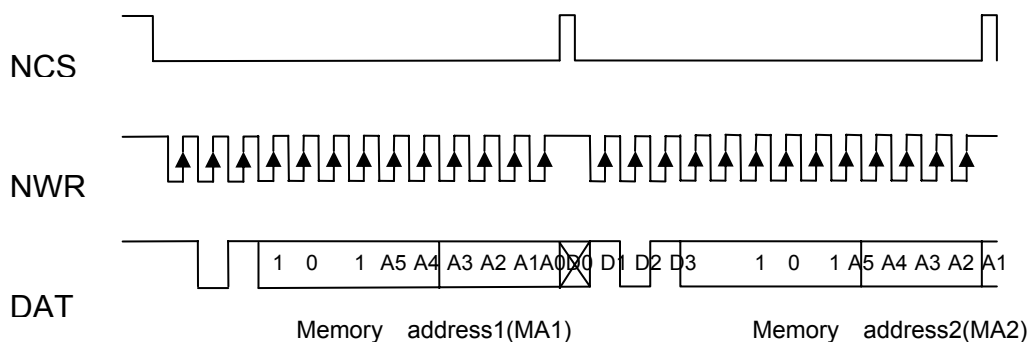 NCS
NWR
1 0 1 A5 A4 A3 A2 A1 A0 D0 D1 D2 D3 1 0 1 A5 A4 A3 A2 A1
DAT
Memory address1(MA1) Memory address2(MA2)